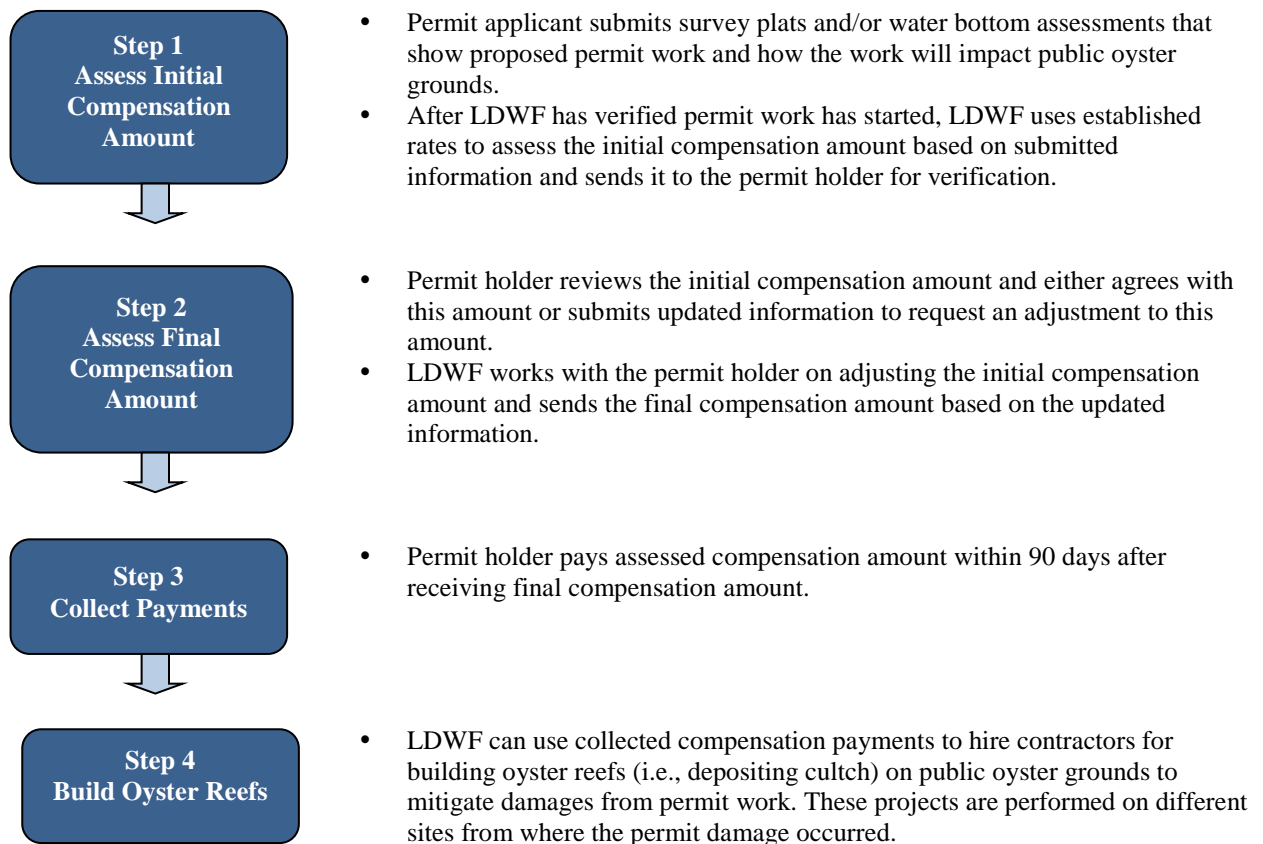 Step 1
Assess Initial
Compensation
Amount
• Permit applicant submits survey plats and/or water bottom assessments that
show proposed permit work and how the work will impact public oyster
grounds.
• After LDWF has verified permit work has started, LDWF uses established
rates to assess the initial compensation amount based on submitted
information and sends it to the permit holder for verification.
Step 2
Assess Final
Compensation
Amount
• Permit holder reviews the initial compensation amount and either agrees with
this amount or submits updated information to request an adjustment to this
amount.
• LDWF works with the permit holder on adjusting the initial compensation
amount and sends the final compensation amount based on the updated
information.
Step 3
Collect Payments
• Permit holder pays assessed compensation amount within 90 days after
receiving final compensation amount.
Step 4
Build Oyster Reefs
• LDWF can use collected compensation payments to hire contractors for
building oyster reefs (i.e., depositing cultch) on public oyster grounds to
mitigate damages from permit work. These projects are performed on different
sites from where the permit damage occurred.